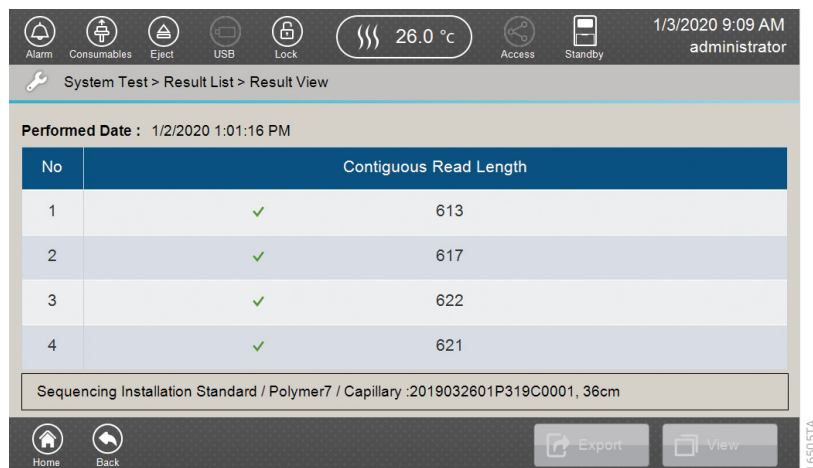 26.0 °c
1/3/2020 9:09 AM
administrator
Alarm Consumables Eject USB Lock Access Standby
System Test > Result List > Result View
Performed Date : 1/2/2020 1:01:16 PM
No Contiguous Read Length
1 ✓ 613
2 ✓ 617
3 ✓ 622
4 ✓ 621
Sequencing Installation Standard / Polymer7 / Capillary :2019032601P319C0001, 36cm
Home Back Export View